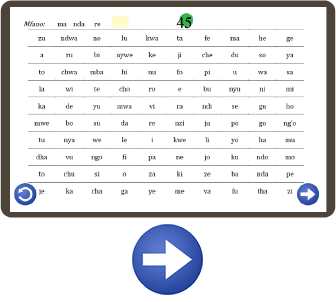 Mfano: ma nda re 45
zu ndwa no lu kwa ta fe ma he ge
a ru bi nywe ke ji che du so ya
to chwa mba hi nu fo pi u wa sa
la wi te cho ro e bu nyu ni mi
ka de yu mwa vi ra ndi se gu bo
mwe bo su da re nzi ju po go ng'o
tu nya we le i kwe li yo ha mu
dha vu ngo fi pa ne jo ku ndo mo
to chu si o za ki ze ba nda pe
je ka cha ga ye me va fu tha zi